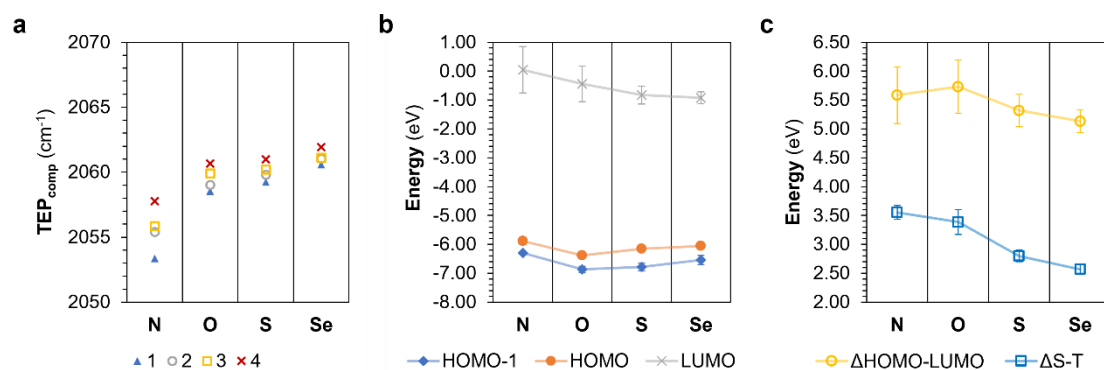 a
2070
2065
2060
2055
2050
TEPcomp (cm-1)
N O S Se
1 2 3 4
b
1.00
0.00
-1.00
-2.00
-3.00
-4.00
-5.00
-6.00
-7.00
-8.00
Energy (eV)
N O S Se
HOMO-1 HOMO LUMO
c
6.50
6.00
5.50
5.00
4.50
4.00
3.50
3.00
2.50
2.00
Energy (eV)
N O S Se
ΔHOMO-LUMO ΔS-T